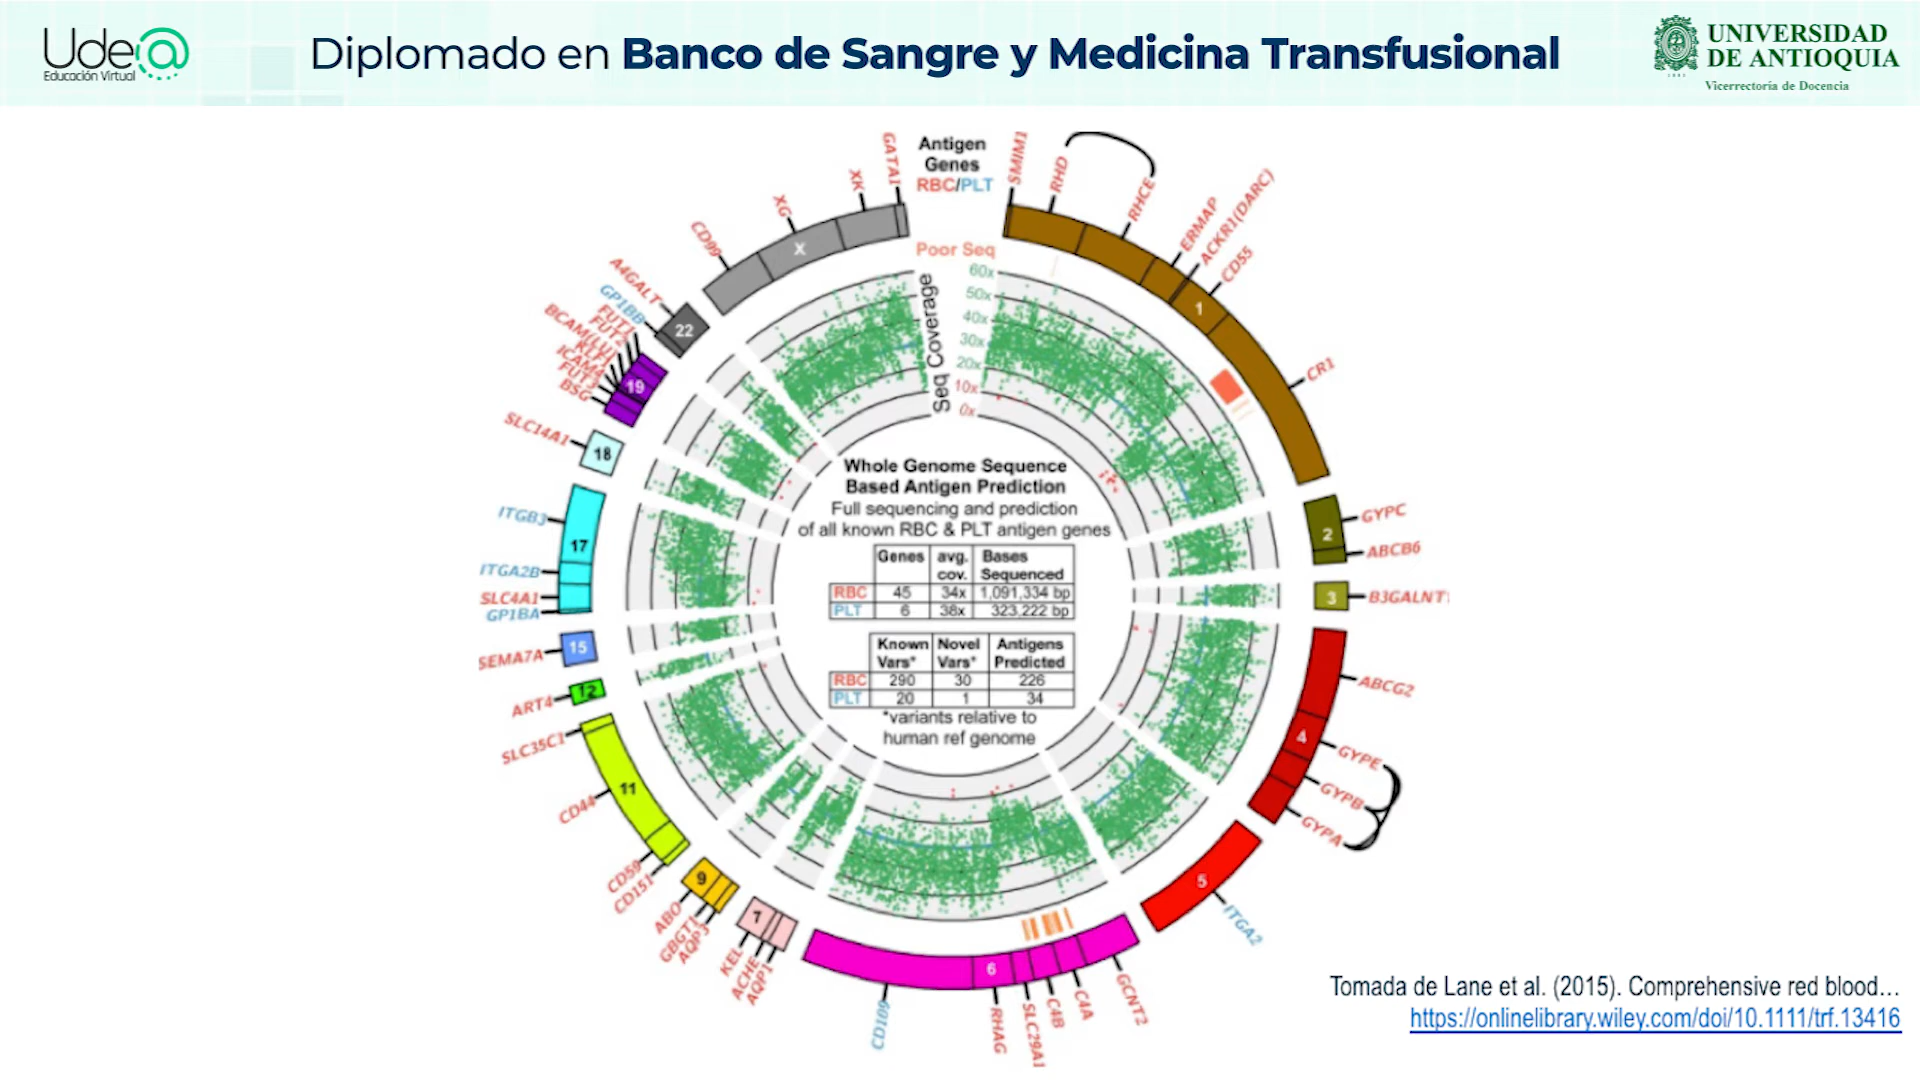 Ude@
Educación Virtual
Diplomado en Banco de Sangre y Medicina Transfusional
UNIVERSIDAD
DE ANTIOQUIA
1803
Vicerrectoría de Docencia
Antigen
Genes
RBC/PLT
Poor Seq
Seq Coverage
60x
50x
40x
30x
20x
10x
0x
SMIM1
RHD
RHCE
ERMAP
ACKR1(DARC)
CD55
1
CR1
2
GYPC
ABCB6
3
B3GALNT
4
ABCG2
GYPE
GYPB
GYPA
5
ITGA2
6
GCNT2
C4A
C4B
SLC29A1
RHAG
CD109
7
AQP1
ACHE
KEL
9
AQP3
GBGT1
ABO
11
CD151
CD59
CD44
SLC35C1
12
ART4
15
SEMA7A
17
GP1BA
SLC4A1
ITGA2B
ITGB3
18
SLC14A1
19
BSG
FUT3
ICAM4
KLF1
BCAM(LU)
FUT2
FUT1
22
GP1BB
A4GALT
X
CD99
XG
XK
GATA1
Whole Genome Sequence
Based Antigen Prediction
Full sequencing and prediction
of all known RBC & PLT antigen genes
Genes avg. cov. Bases Sequenced
RBC 45 34x 1,091,334 bp
PLT 6 38x 323,222 bp
Known Vars* Novel Vars* Antigens Predicted
RBC 290 30 226
PLT 20 1 34
*variants relative to
human ref genome
Tomada de Lane et al. (2015). Comprehensive red blood…
https://onlinelibrary.wiley.com/doi/10.1111/trf.13416